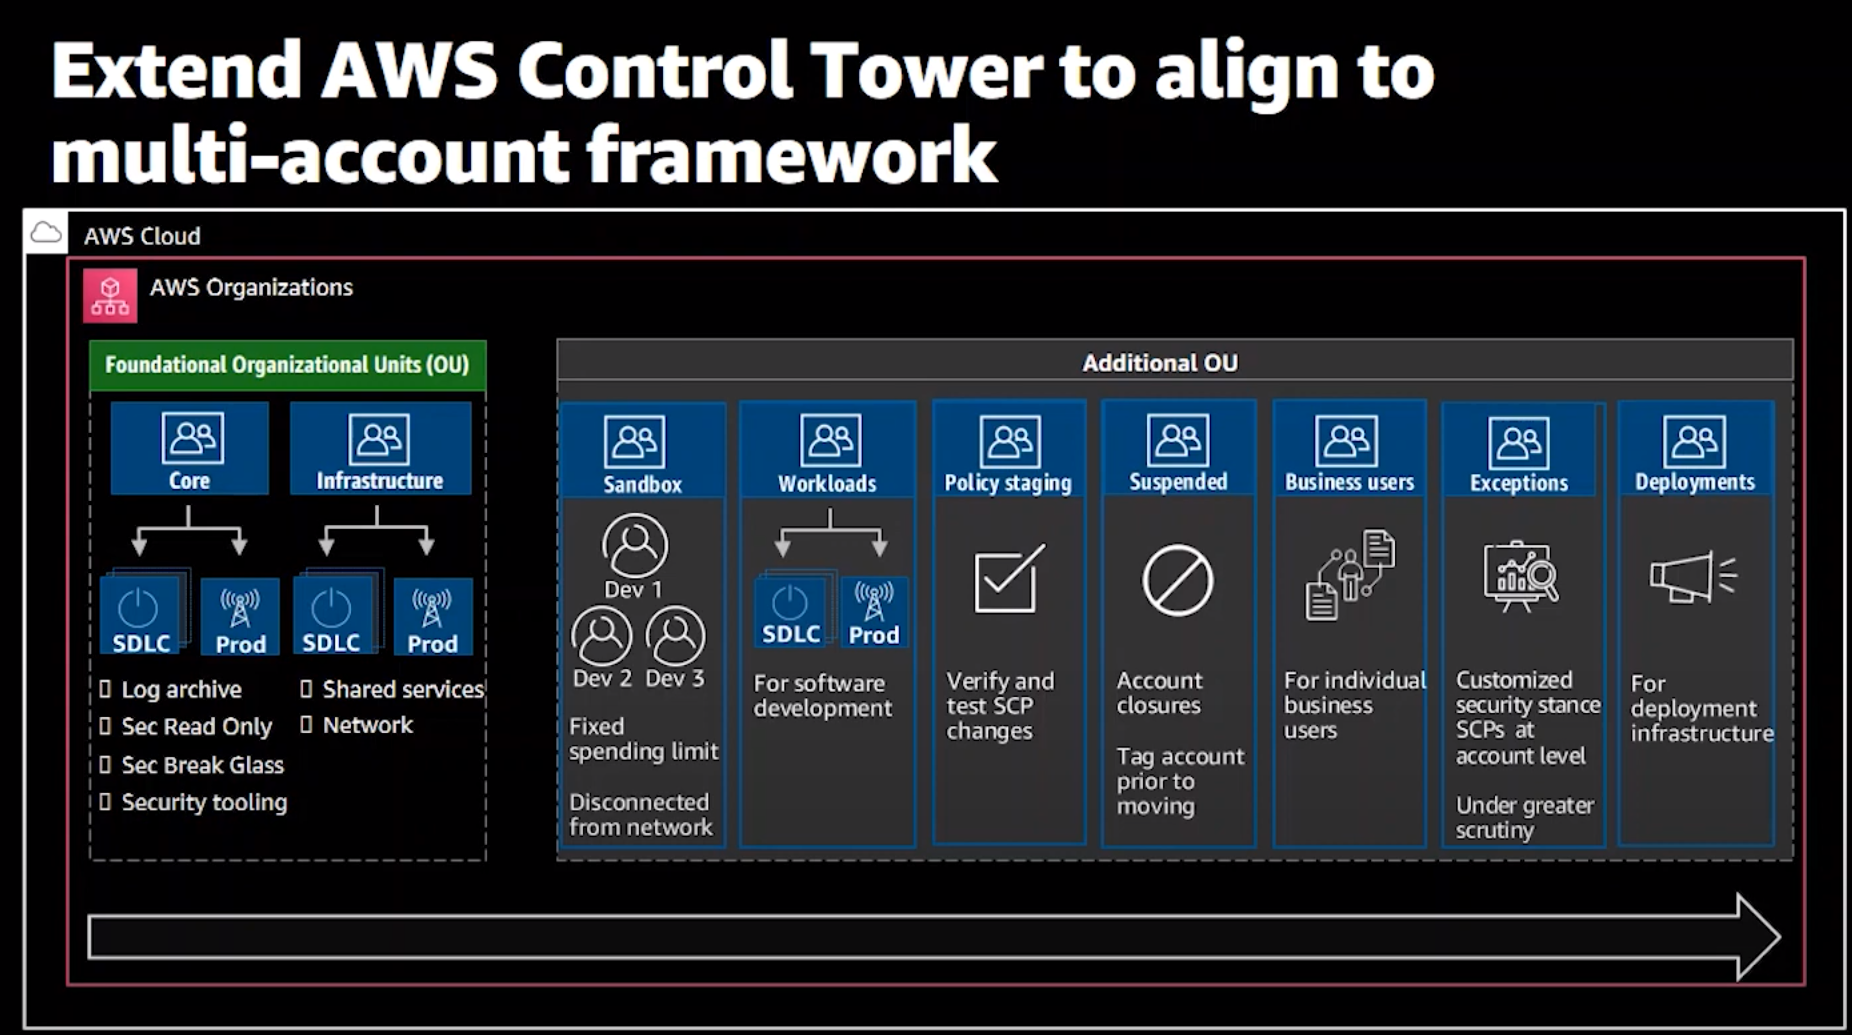 Extend AWS Control Tower to align to
multi-account framework
AWS Cloud
AWS Organizations
Foundational Organizational Units (OU)
Core
Infrastructure
SDLC
Prod
SDLC
Prod
Log archive
Sec Read Only
Sec Break Glass
Security tooling
Shared services
Network
Additional OU
Sandbox
Dev 1
Dev 2
Dev 3
Fixed
spending limit
Disconnected
from network
Workloads
SDLC
Prod
For software
development
Policy staging
Verify and
test SCP
changes
Suspended
Account
closures
Tag account
prior to
moving
Business users
For individual
business
users
Exceptions
Customized
security stance
SCPs at
account level
Under greater
scrutiny
Deployments
For
deployment
infrastructure